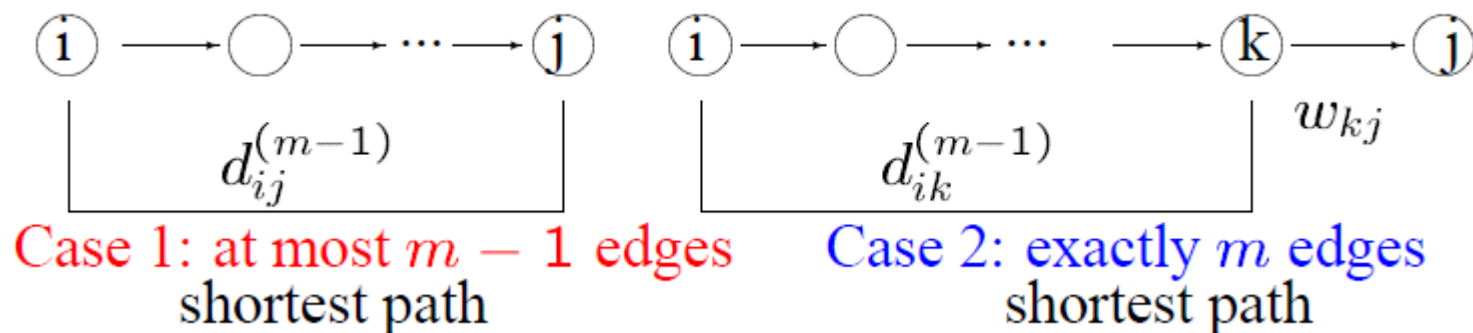 i ... j i ... k j
d_{ij}^{(m-1)} d_{ik}^{(m-1)} w_{kj}
Case 1: at most m − 1 edges Case 2: exactly m edges
shortest path shortest path